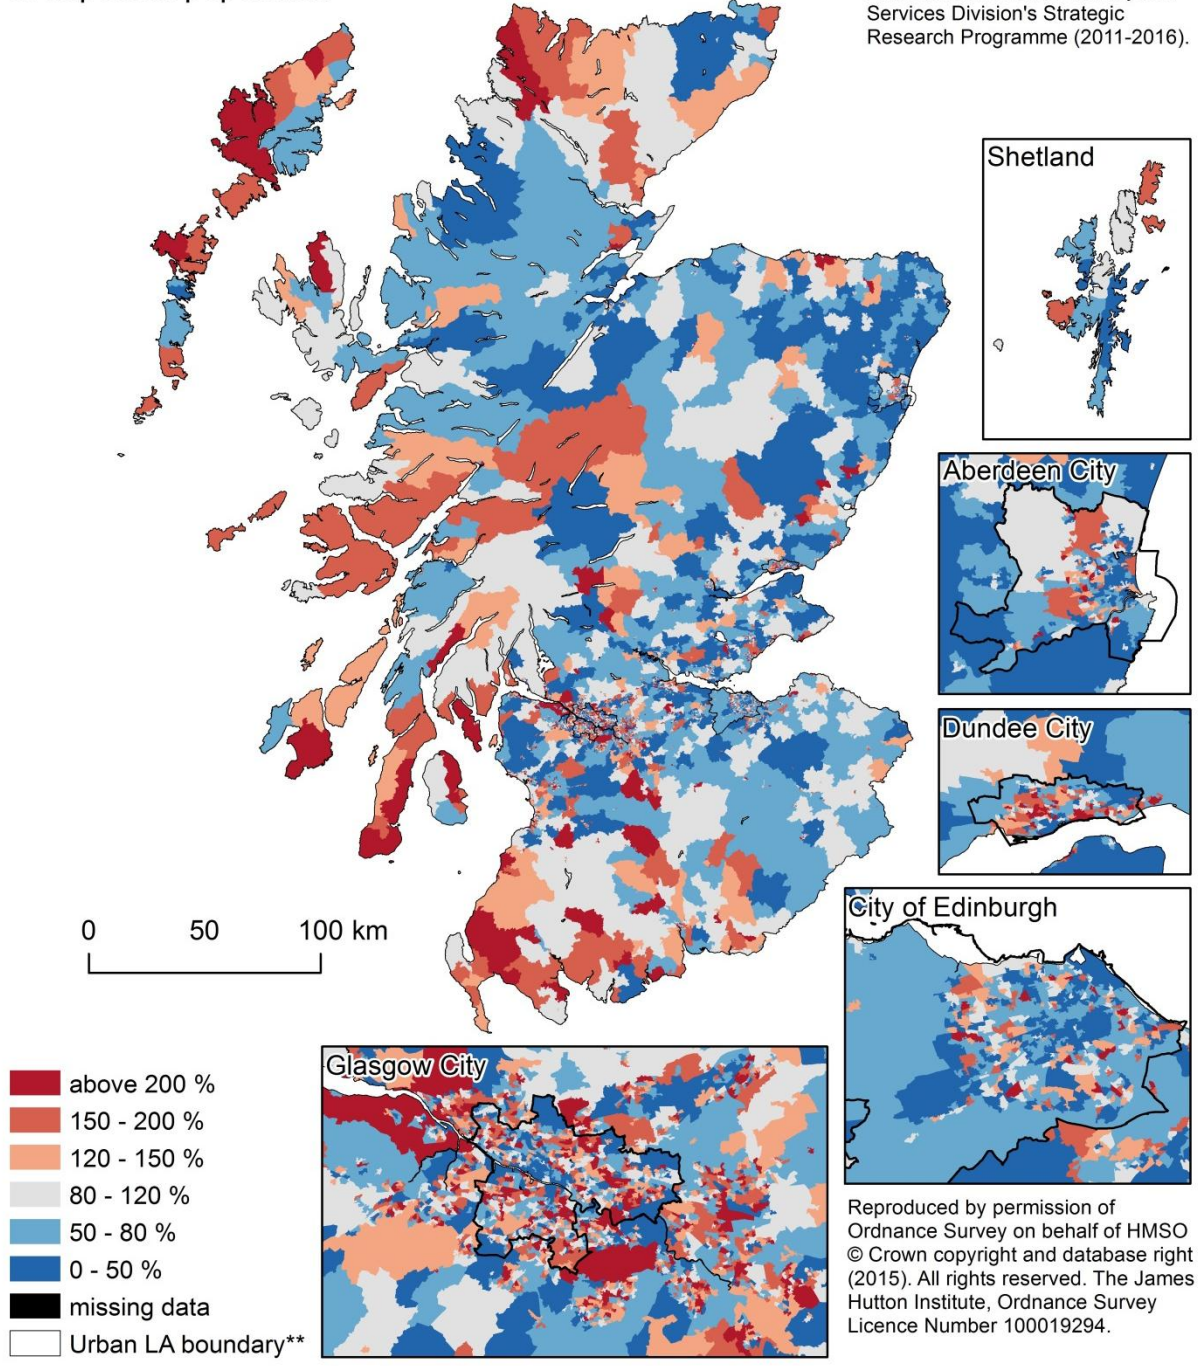 Services Division's Strategic
Research Programme (2011-2016).
Shetland
Aberdeen City
Dundee City
City of Edinburgh
0 50 100 km
Glasgow City
above 200 %
150 - 200 %
120 - 150 %
80 - 120 %
50 - 80 %
0 - 50 %
missing data
Urban LA boundary**
Reproduced by permission of
Ordnance Survey on behalf of HMSO
© Crown copyright and database right
(2015). All rights reserved. The James
Hutton Institute, Ordnance Survey
Licence Number 100019294.